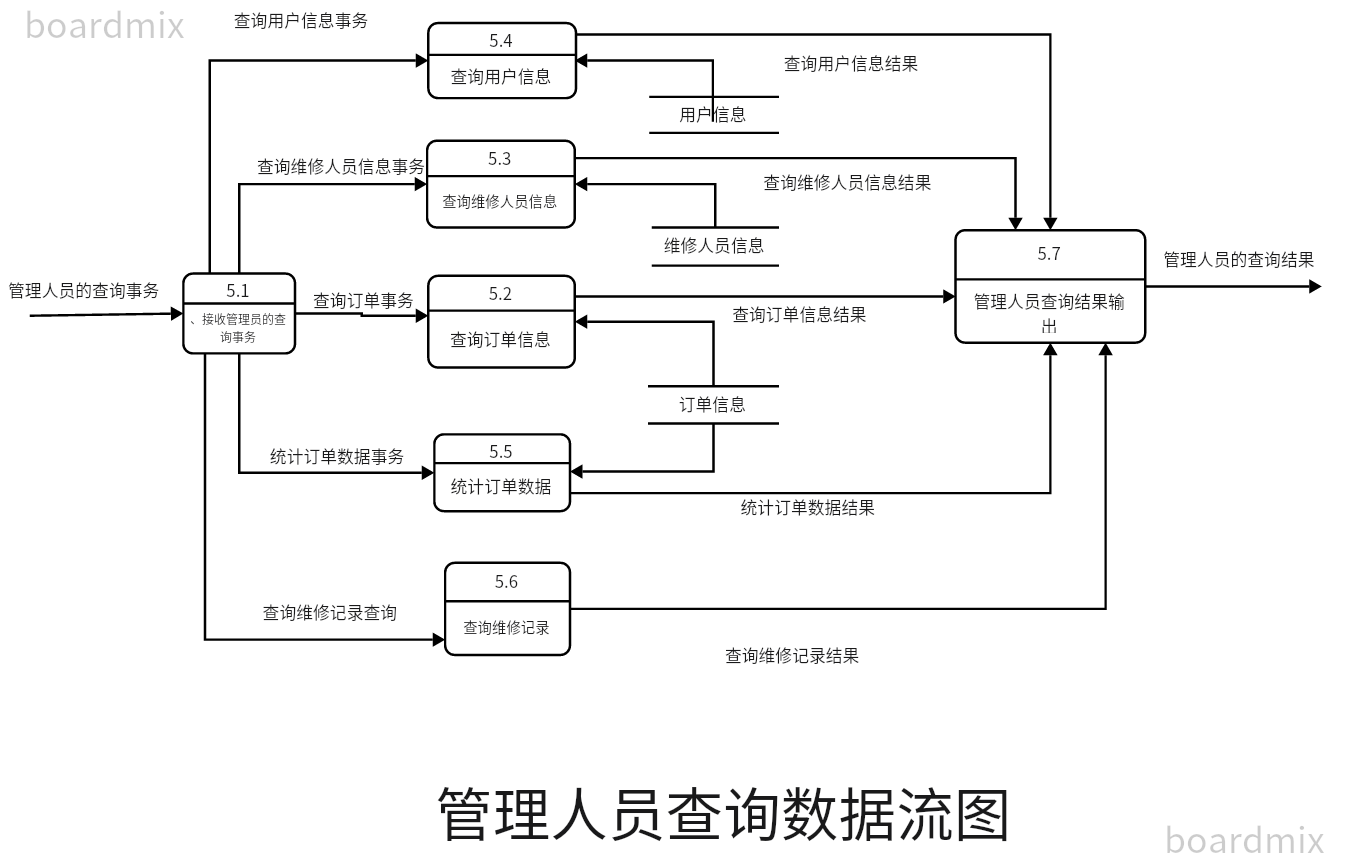 boardmix
查询用户信息事务
5.4
查询用户信息
查询用户信息结果
用户信息
查询维修人员信息事务
5.3
查询维修人员信息
查询维修人员信息结果
维修人员信息
管理人员的查询事务
5.1
、接收管理员的查
询事务
查询订单事务
5.2
查询订单信息
查询订单信息结果
5.7
管理人员查询结果输
出
管理人员的查询结果
订单信息
统计订单数据事务
5.5
统计订单数据
统计订单数据结果
5.6
查询维修记录
查询维修记录查询
查询维修记录结果
管理人员查询数据流图
boardmix